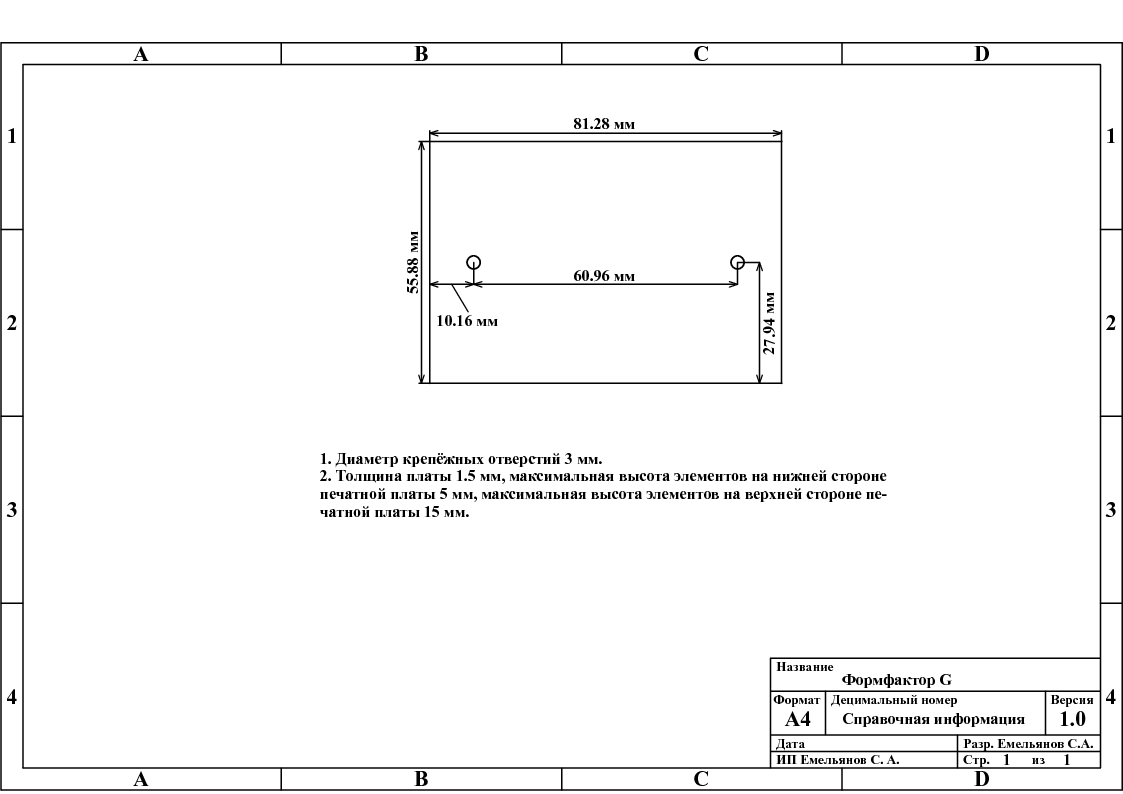 A B C D
1 1
81.28 мм
55.88 мм
60.96 мм
10.16 мм
27.94 мм
2 2
1. Диаметр крепёжных отверстий 3 мм.
2. Толщина платы 1.5 мм, максимальная высота элементов на нижней стороне
печатной платы 5 мм, максимальная высота элементов на верхней стороне пе-
чатной платы 15 мм.
3 3
Название
Формфактор G
Формат Децимальный номер Версия
4 4
А4 Справочная информация 1.0
Дата Разр. Емельянов С.А.
ИП Емельянов С. А. Стр. 1 из 1
A B C D